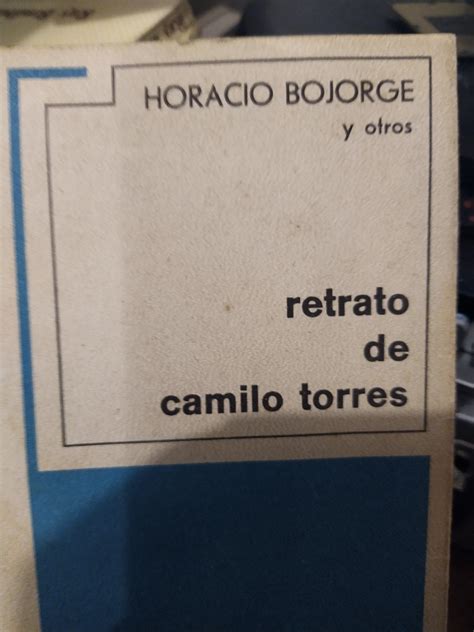 HORACIO BOJORGE
y otros
retrato
de
camilo torres